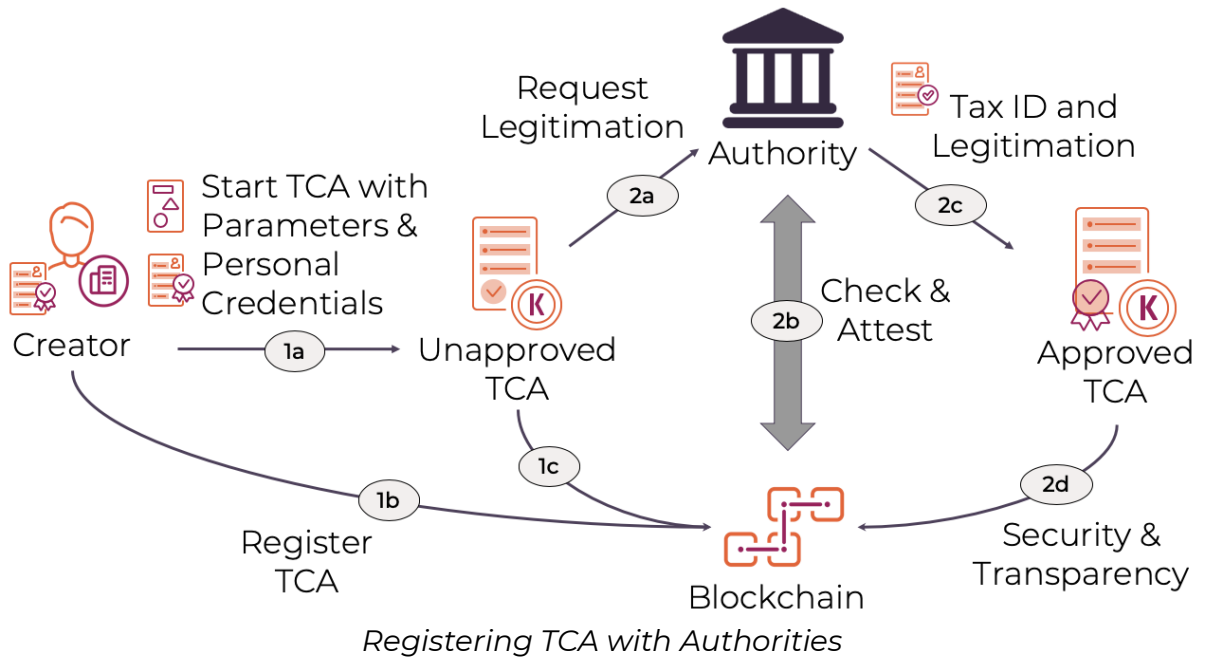 Request
Legitimation
Authority
Tax ID and
Legitimation
2a
2c
Start TCA with
Parameters &
Personal
Credentials
Creator
1a
K
Unapproved
TCA
2b
Check &
Attest
K
Approved
TCA
1c
1b
2d
Register
TCA
Security &
Transparency
Blockchain
Registering TCA with Authorities